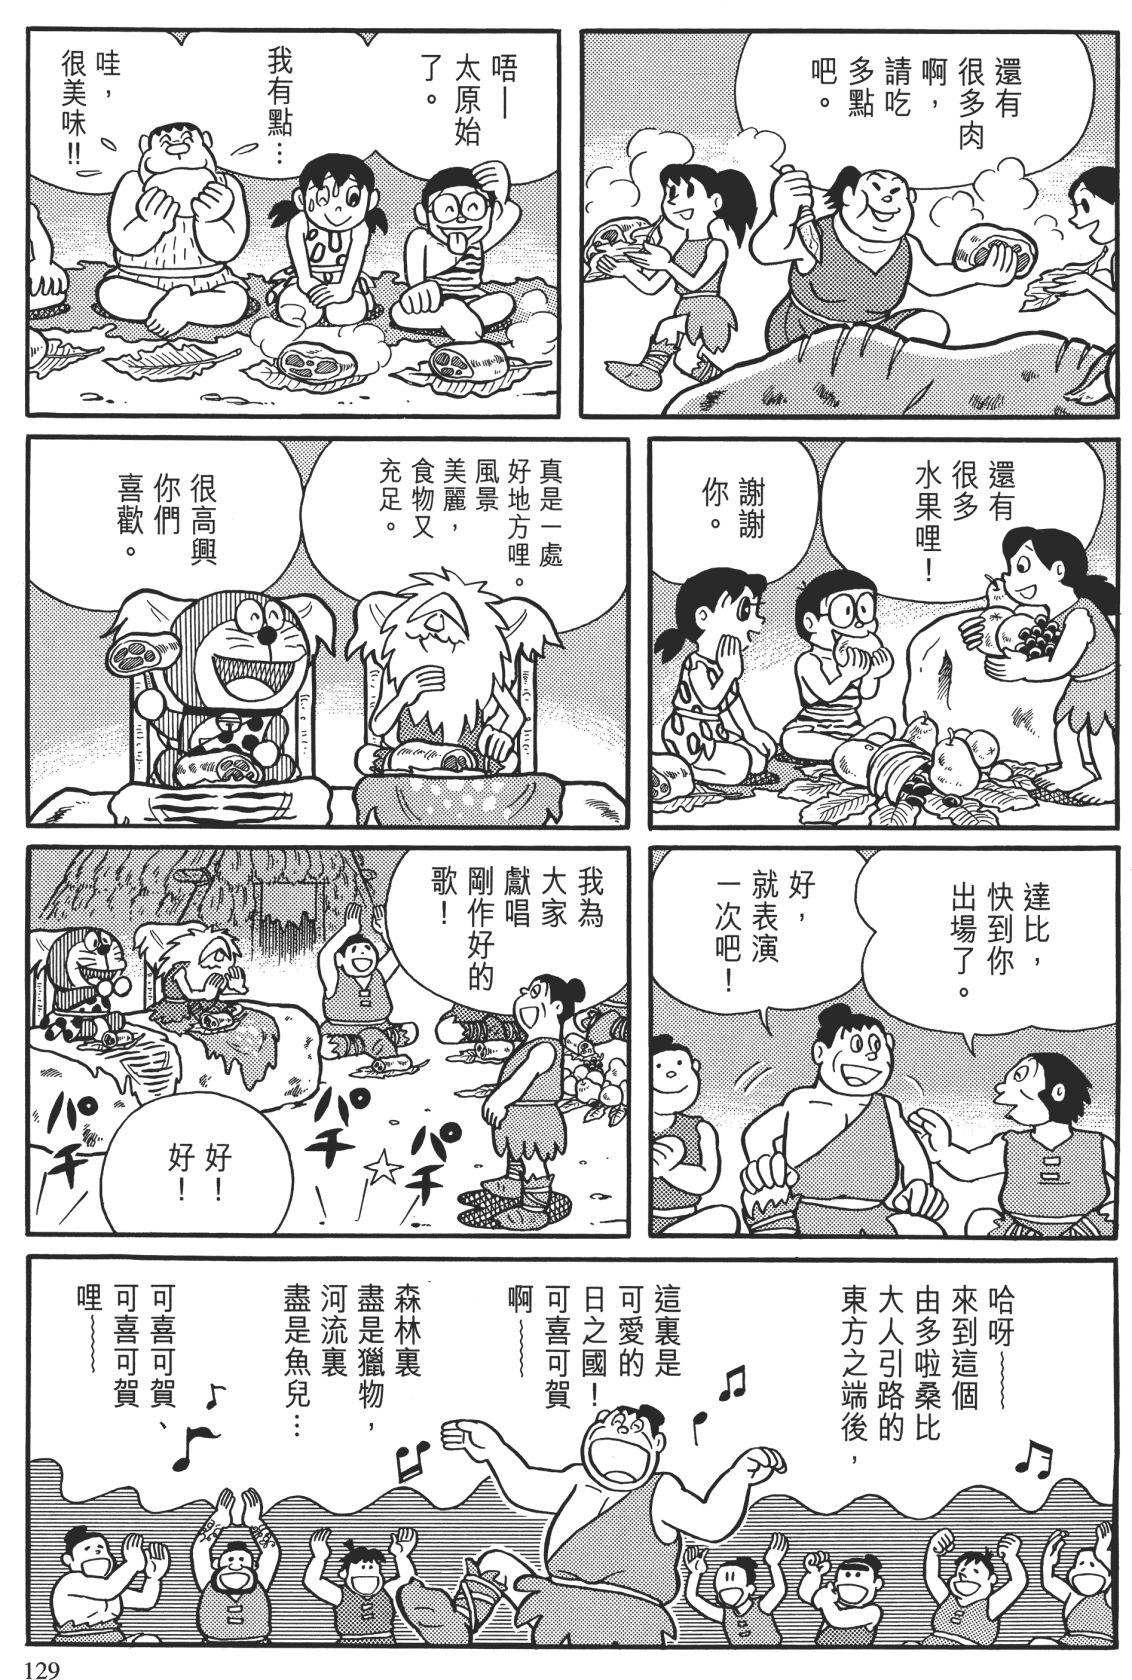 還有
很多肉
啊，
請吃
多點
吧。
唔—
太原始
了。
我有點…
哇，
很美味!!
還有
很多
水果哩！
謝謝
你。
真是一處
好地方哩。
風景
美麗，
食物又
充足。
很高興
你們
喜歡。
達比，
快到你
出場了。
好，
就表演
一次吧！
我為
大家
獻唱
剛作好的
歌！
パチ
パチ
パチ
好！
好！
哈呀～～
來到這個
由多啦桑比
大人引路的
東方之端後，
這裏是
可愛的
日之國！
可喜可賀
啊～～
森林裏
盡是獵物，
河流裏
盡是魚兒…
可喜可賀、
可喜可賀
哩～～
129